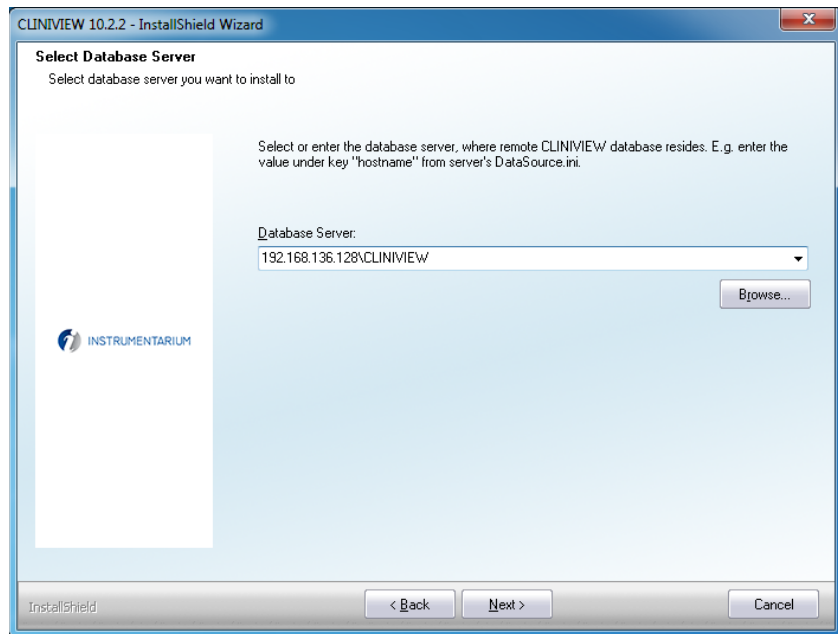 CLINIVIEW 10.2.2 - InstallShield Wizard
Select Database Server
Select database server you want to install to
Select or enter the database server, where remote CLINIVIEW database resides. E.g. enter the
value under key "hostname" from server's DataSource.ini.
Database Server:
192.168.136.128\CLINIVIEW
Browse...
INSTRUMENTARIUM
InstallShield
< Back
Next >
Cancel